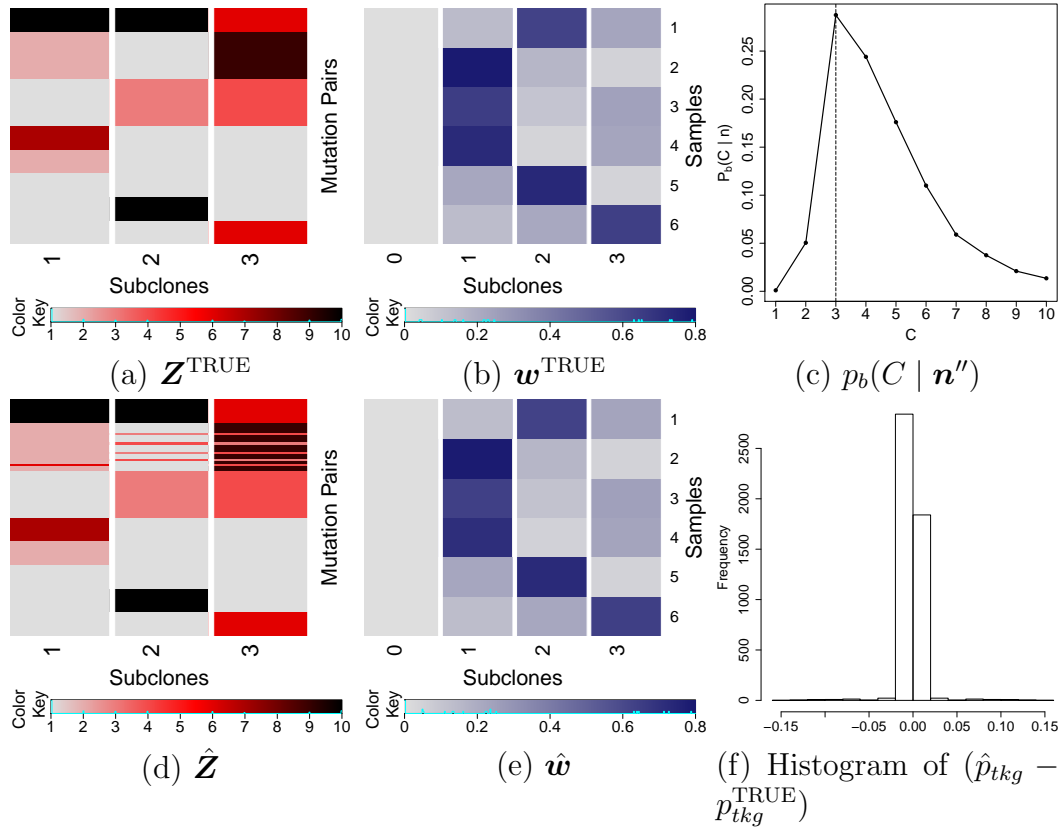 Mutation Pairs
1 2 3
Subclones
Color Key
1 2 3 4 5 6 7 8 9 10
(a) Z^TRUE
1
2
3
4
5
6
Samples
0 1 2 3
Subclones
Color Key
0 0.2 0.4 0.6 0.8
(b) w^TRUE
P_b(C | n)
0.25
0.20
0.15
0.10
0.05
0.00
1 2 3 4 5 6 7 8 9 10
C
(c) p_b(C | n″)
Mutation Pairs
1 2 3
Subclones
Color Key
1 2 3 4 5 6 7 8 9 10
(d) Ẑ
1
2
3
4
5
6
Samples
0 1 2 3
Subclones
Color Key
0 0.2 0.4 0.6 0.8
(e) ŵ
Frequency
2500
2000
1500
1000
500
0
−0.15 −0.05 0.00 0.05 0.10 0.15
(f) Histogram of (p̂_tkg −
p_tkg^TRUE)